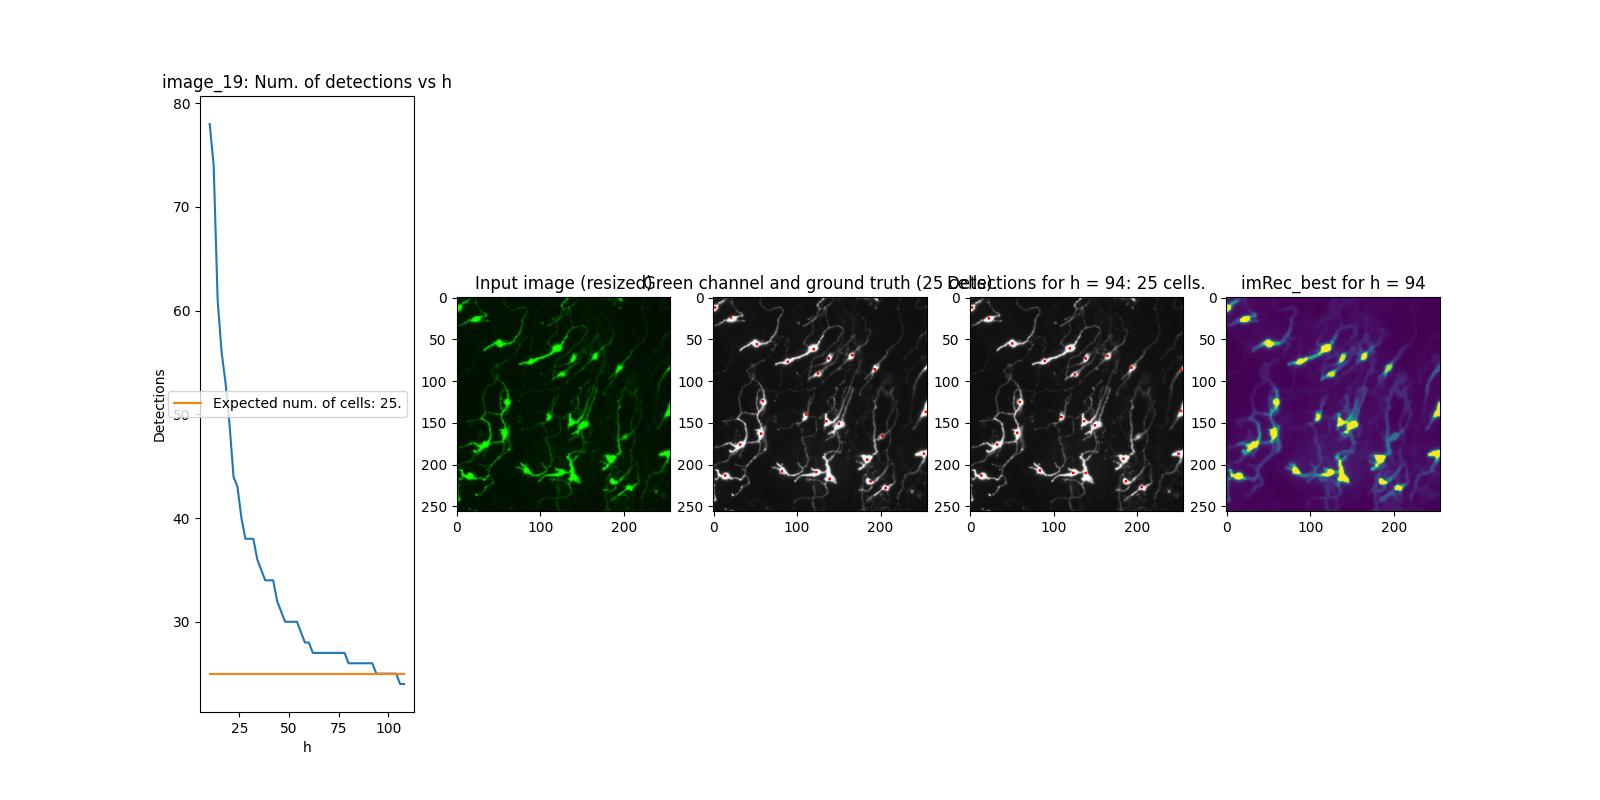 image_19: Num. of detections vs h
80
70
60
50
40
30
Detections
Expected num. of cells: 25.
25 50 75 100
h
Input image (resized)
0
50
100
150
200
250
0 100 200
Green channel and ground truth (25 cells).
0
50
100
150
200
250
0 100 200
Detections for h = 94: 25 cells.
0
50
100
150
200
250
0 100 200
imRec_best for h = 94
0
50
100
150
200
250
0 100 200